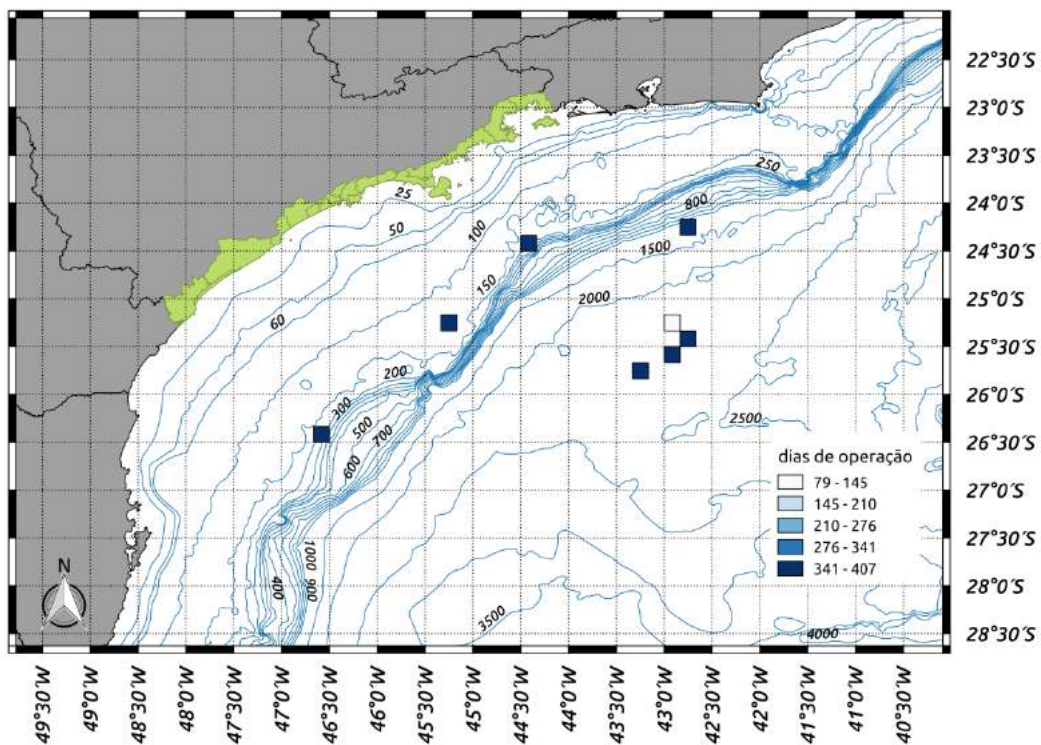 22°30´S
23°0´S
250
23°30´S
25
800
24°0´S
50
100
1500
24°30´S
150
2000
25°0´S
60
25°30´S
200
300
26°0´S
500
700
2500
26°30´S
600
dias de operação
79 - 145
27°0´S
145 - 210
210 - 276
27°30´S
1000
276 - 341
N
400
900
341 - 407
28°0´S
3500
4000
28°30´S
49°30´W
49°0´W
48°30´W
48°0´W
47°30´W
47°0´W
46°30´W
46°0´W
45°30´W
45°0´W
44°30´W
44°0´W
43°30´W
43°0´W
42°30´W
42°0´W
41°30´W
41°0´W
40°30´W